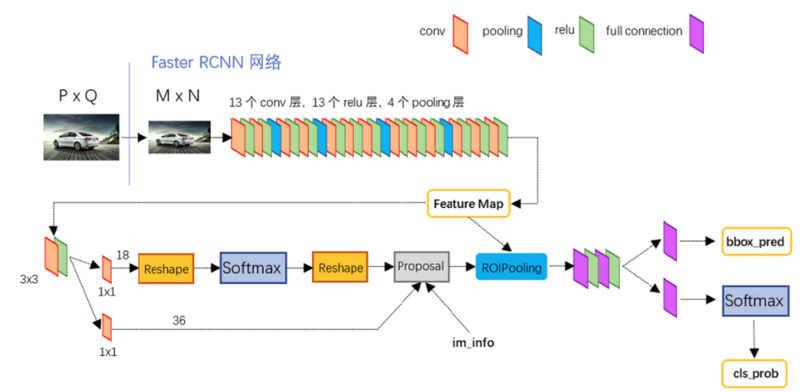 conv
pooling
relu
full connection
Faster RCNN 网络
P x Q
M x N
13 个 conv 层, 13 个 relu 层, 4 个 pooling 层
Feature Map
3x3
18
1x1
Reshape
Softmax
Reshape
Proposal
ROIPooling
bbox_pred
Softmax
36
1x1
im_info
cls_prob